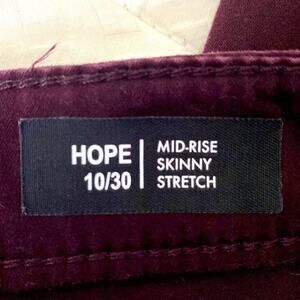 HOPE
10/30
MID-RISE
SKINNY
STRETCH